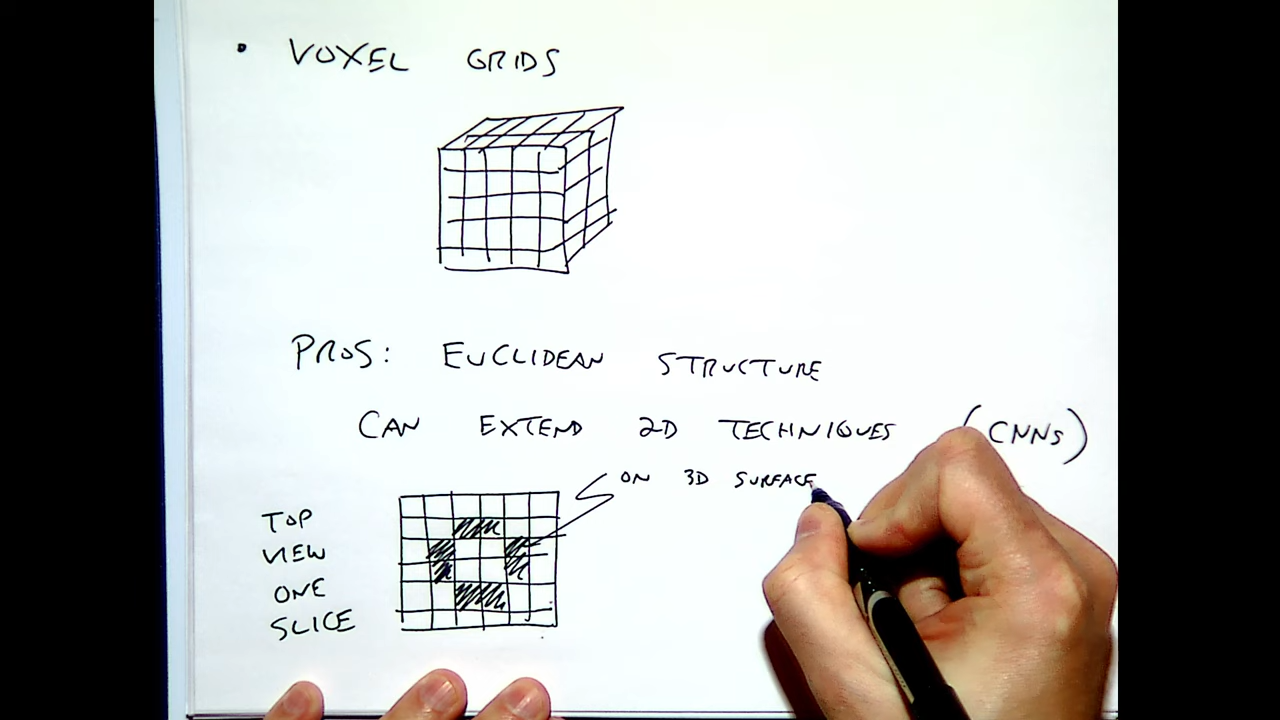 • VOXEL GRIDS
PROS: EUCLIDEAN STRUCTURE
CAN EXTEND 2D TECHNIQUES (CNNs)
ON 3D SURFACE
TOP
VIEW
ONE
SLICE